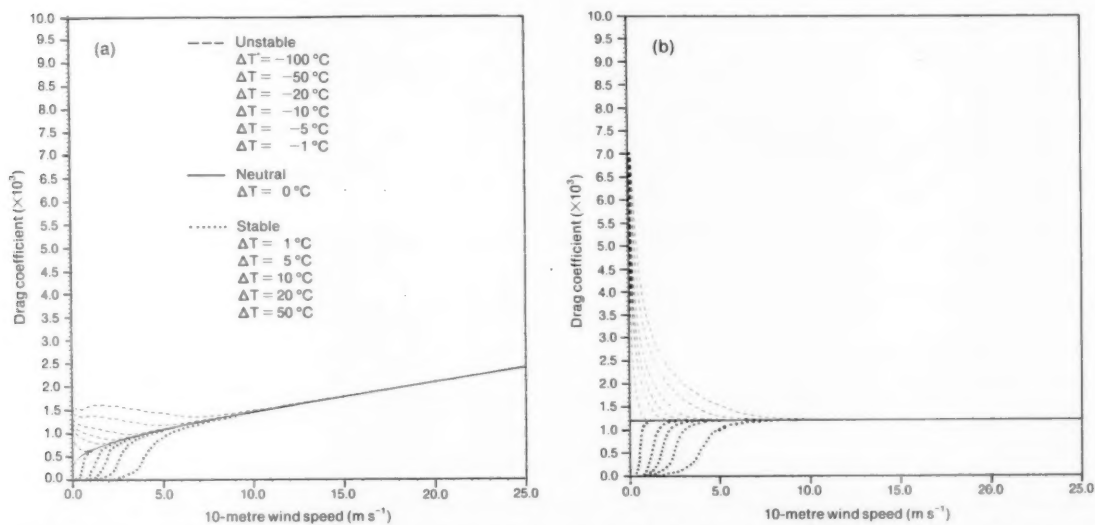 (a)
Unstable
ΔT = −100 °C
ΔT = −50 °C
ΔT = −20 °C
ΔT = −10 °C
ΔT = −5 °C
ΔT = −1 °C
Neutral
ΔT = 0 °C
Stable
ΔT = 1 °C
ΔT = 5 °C
ΔT = 10 °C
ΔT = 20 °C
ΔT = 50 °C
Drag coefficient (×10³)
10.0
9.5
9.0
8.5
8.0
7.5
7.0
6.5
6.0
5.5
5.0
4.5
4.0
3.5
3.0
2.5
2.0
1.5
1.0
0.5
0.0
0.0 5.0 10.0 15.0 20.0 25.0
10-metre wind speed (m s⁻¹)
(b)
Drag coefficient (×10³)
10.0
9.5
9.0
8.5
8.0
7.5
7.0
6.5
6.0
5.5
5.0
4.5
4.0
3.5
3.0
2.5
2.0
1.5
1.0
0.5
0.0
0.0 5.0 10.0 15.0 20.0 25.0
10-metre wind speed (m s⁻¹)